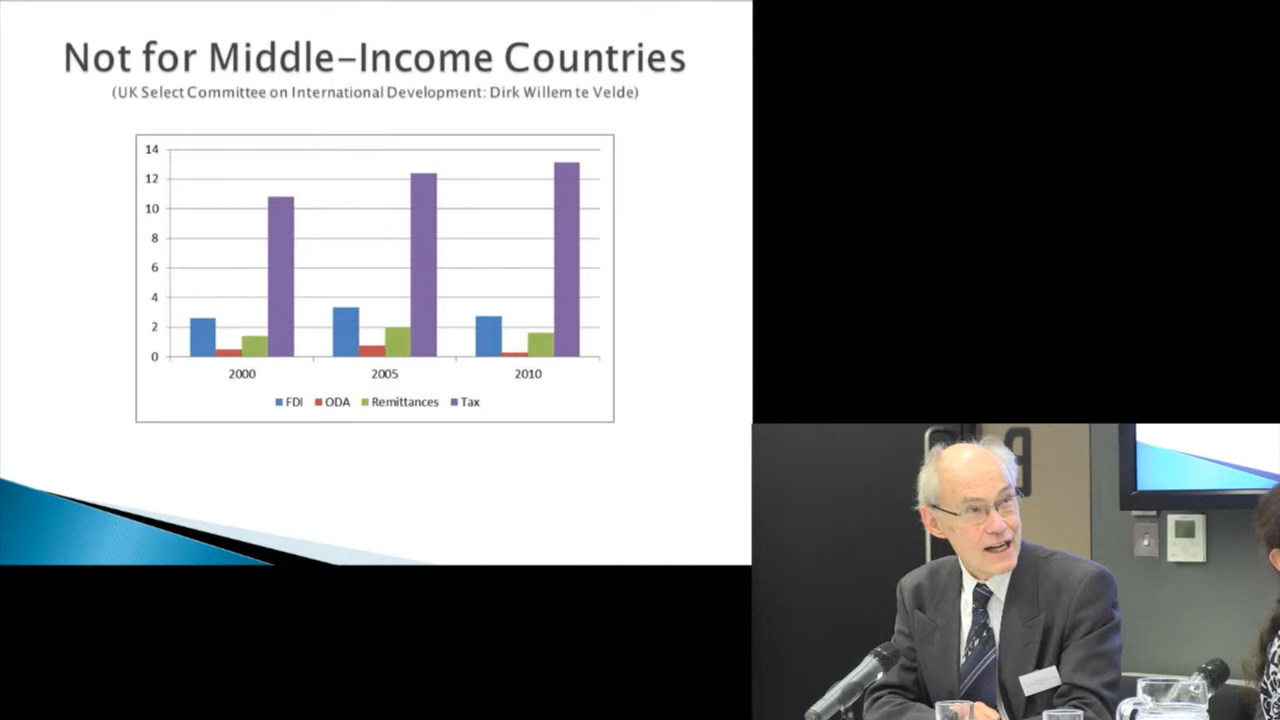 Not for Middle-Income Countries
(UK Select Committee on International Development: Dirk Willem te Velde)
14
12
10
8
6
4
2
0
2000 2005 2010
FDI ODA Remittances Tax